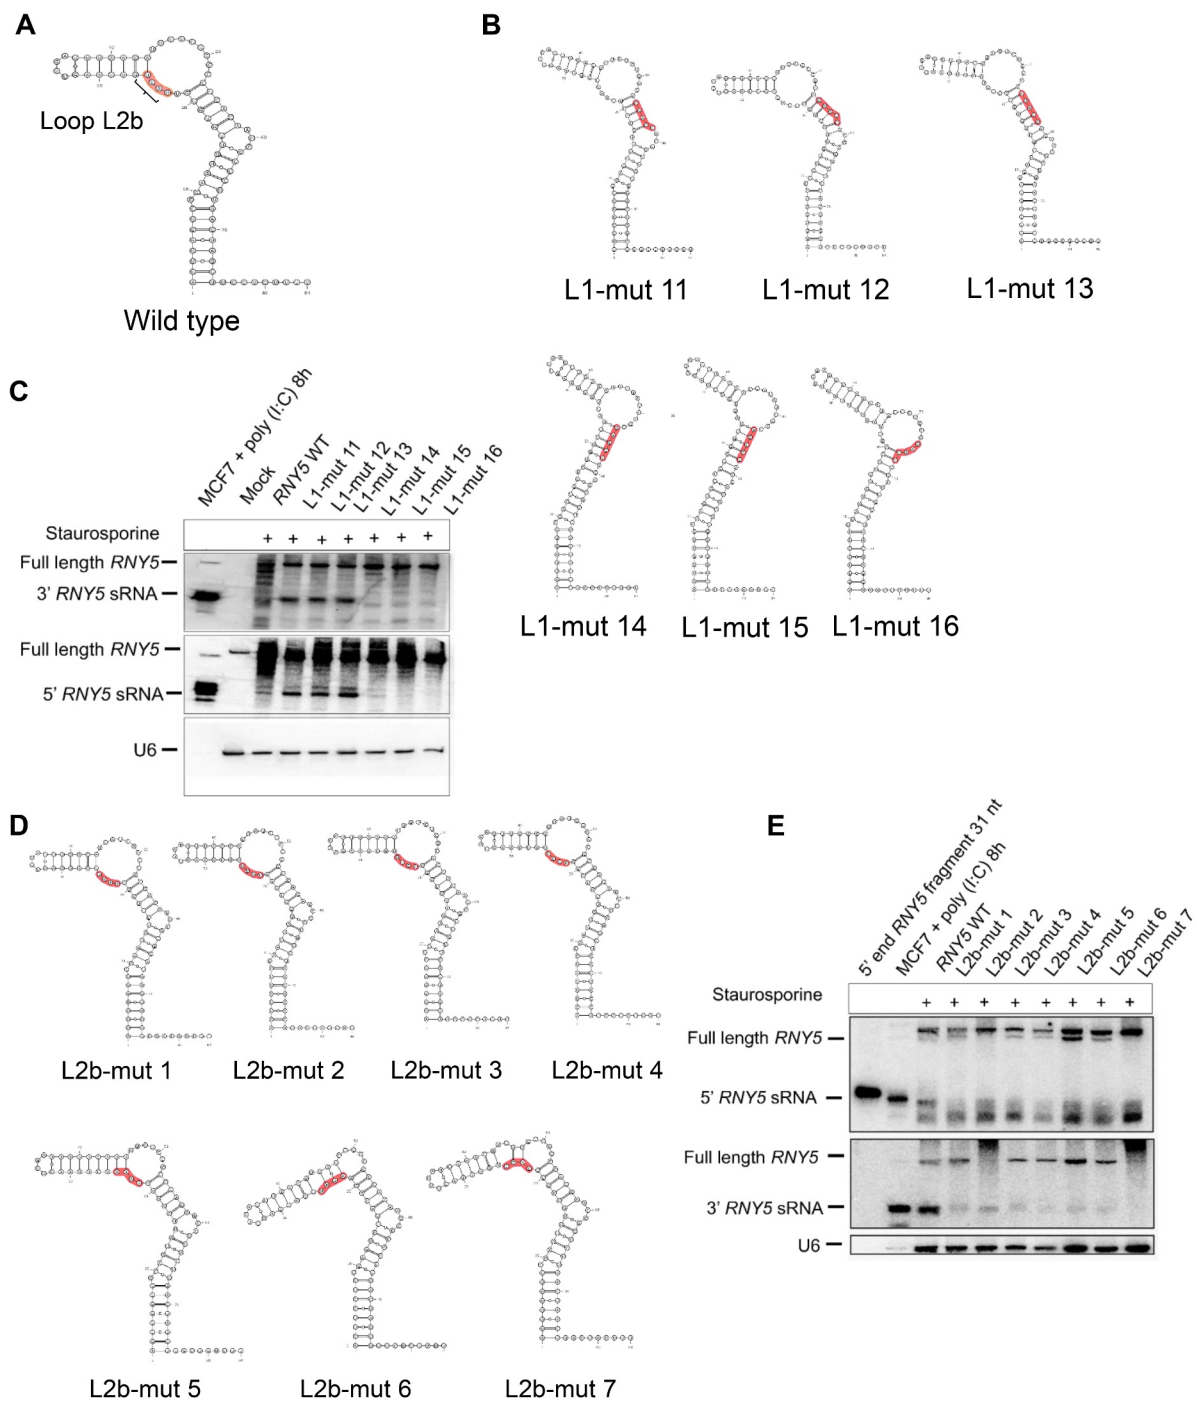 A
Loop L2b
Wild type
B
L1-mut 11
L1-mut 12
L1-mut 13
L1-mut 14
L1-mut 15
L1-mut 16
C
MCF7 + poly (I:C) 8h
Mock
RNY5 WT
L1-mut 11
L1-mut 12
L1-mut 13
L1-mut 14
L1-mut 15
L1-mut 16
Staurosporine + + + + + + +
Full length RNY5
3' RNY5 sRNA
Full length RNY5
5' RNY5 sRNA
U6
D
L2b-mut 1
L2b-mut 2
L2b-mut 3
L2b-mut 4
L2b-mut 5
L2b-mut 6
L2b-mut 7
E
5' end RNY5 fragment 31 nt
MCF7 + poly (I:C) 8h
RNY5 WT
L2b-mut 1
L2b-mut 2
L2b-mut 3
L2b-mut 4
L2b-mut 5
L2b-mut 6
L2b-mut 7
Staurosporine + + + + + + + +
Full length RNY5
5' RNY5 sRNA
Full length RNY5
3' RNY5 sRNA
U6